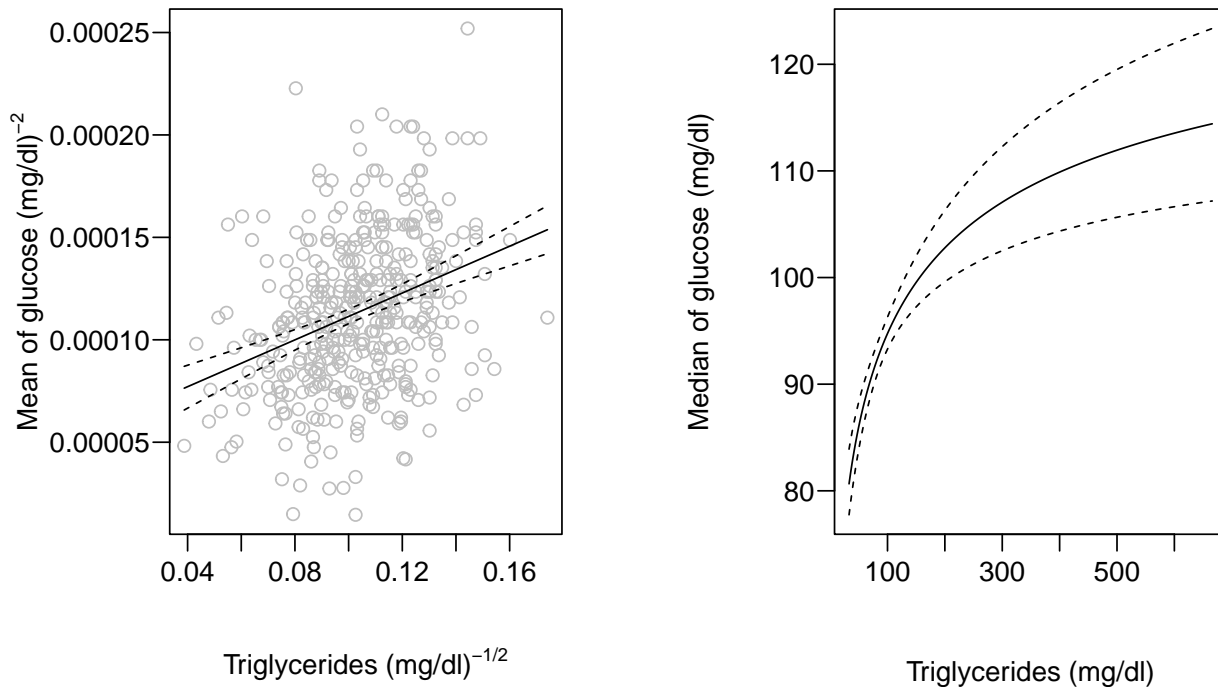 0.00025
0.00020
0.00015
0.00010
0.00005
Mean of glucose (mg/dl)−2
0.04 0.08 0.12 0.16
Triglycerides (mg/dl)−1/2
120
110
100
90
80
Median of glucose (mg/dl)
100 300 500
Triglycerides (mg/dl)